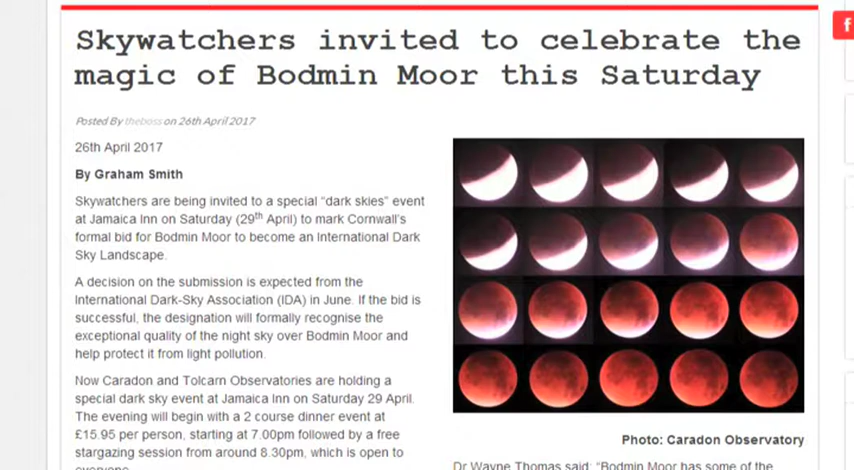 Skywatchers invited to celebrate the
magic of Bodmin Moor this Saturday
Posted By theboss on 26th April 2017
26th April 2017
By Graham Smith
Skywatchers are being invited to a special “dark skies” event
at Jamaica Inn on Saturday (29th April) to mark Cornwall’s
formal bid for Bodmin Moor to become an International Dark
Sky Landscape.
A decision on the submission is expected from the
International Dark-Sky Association (IDA) in June. If the bid is
successful, the designation will formally recognise the
exceptional quality of the night sky over Bodmin Moor and
help protect it from light pollution.
Now Caradon and Tolcarn Observatories are holding a
special dark sky event at Jamaica Inn on Saturday 29 April.
The evening will begin with a 2 course dinner event at
£15.95 per person, starting at 7.00pm followed by a free
stargazing session from around 8.30pm, which is open to
everyone.
Photo: Caradon Observatory
Dr Wayne Thomas said: “Bodmin Moor has some of the
f